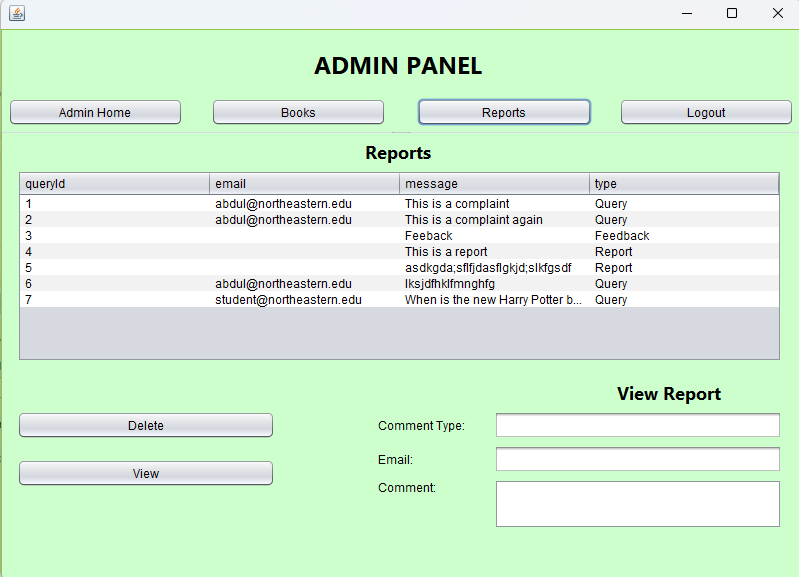 ADMIN PANEL
Admin Home Books Reports Logout
Reports
queryId email message type
1 abdul@northeastern.edu This is a complaint Query
2 abdul@northeastern.edu This is a complaint again Query
3 Feeback Feedback
4 This is a report Report
5 asdkgda;sflfjdasflgkjd;slkfgsdf Report
6 abdul@northeastern.edu lksjdfhklfmnghfg Query
7 student@northeastern.edu When is the new Harry Potter b... Query
View Report
Delete Comment Type:
Email:
View
Comment: